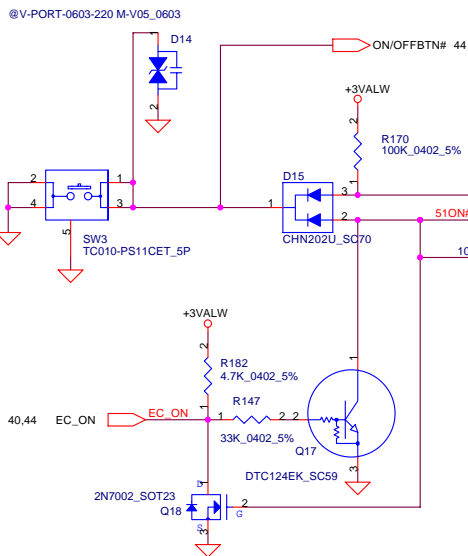 @V-PORT-0603-220 M-V05_0603
1
D14
2
ON/OFFBTN# 44
+3VALW
2
R170
100K_0402_5%
1
D15
2
1
1
3
4
3
2
51ON#
5
CHN202U_SC70
SW3
TC010-PS11CET_5P
10
+3VALW
2
R182
4.7K_0402_5%
1
1
R147
40,44 EC_ON
EC_ON
1
2
2
33K_0402_5%
Q17
3
DTC124EK_SC59
1
D
2N7002_SOT23
Q18
2
G
S
3